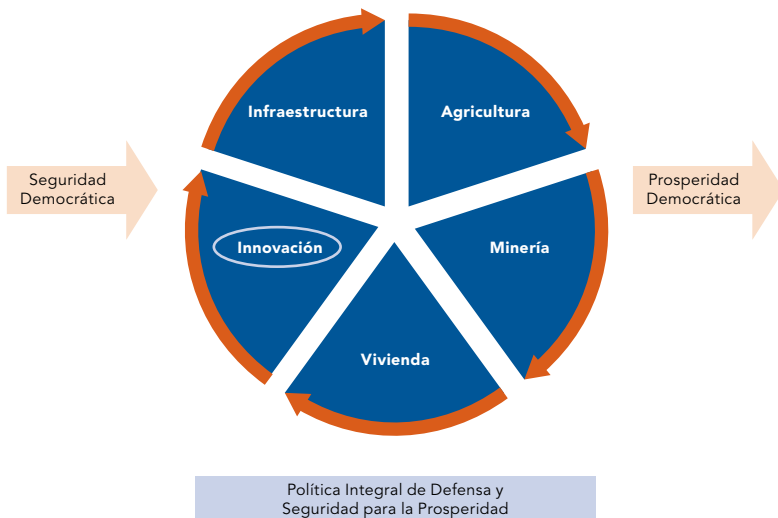 Infraestructura
Agricultura
Seguridad
Democrática
Prosperidad
Democrática
Innovación
Minería
Vivienda
Política Integral de Defensa y
Seguridad para la Prosperidad